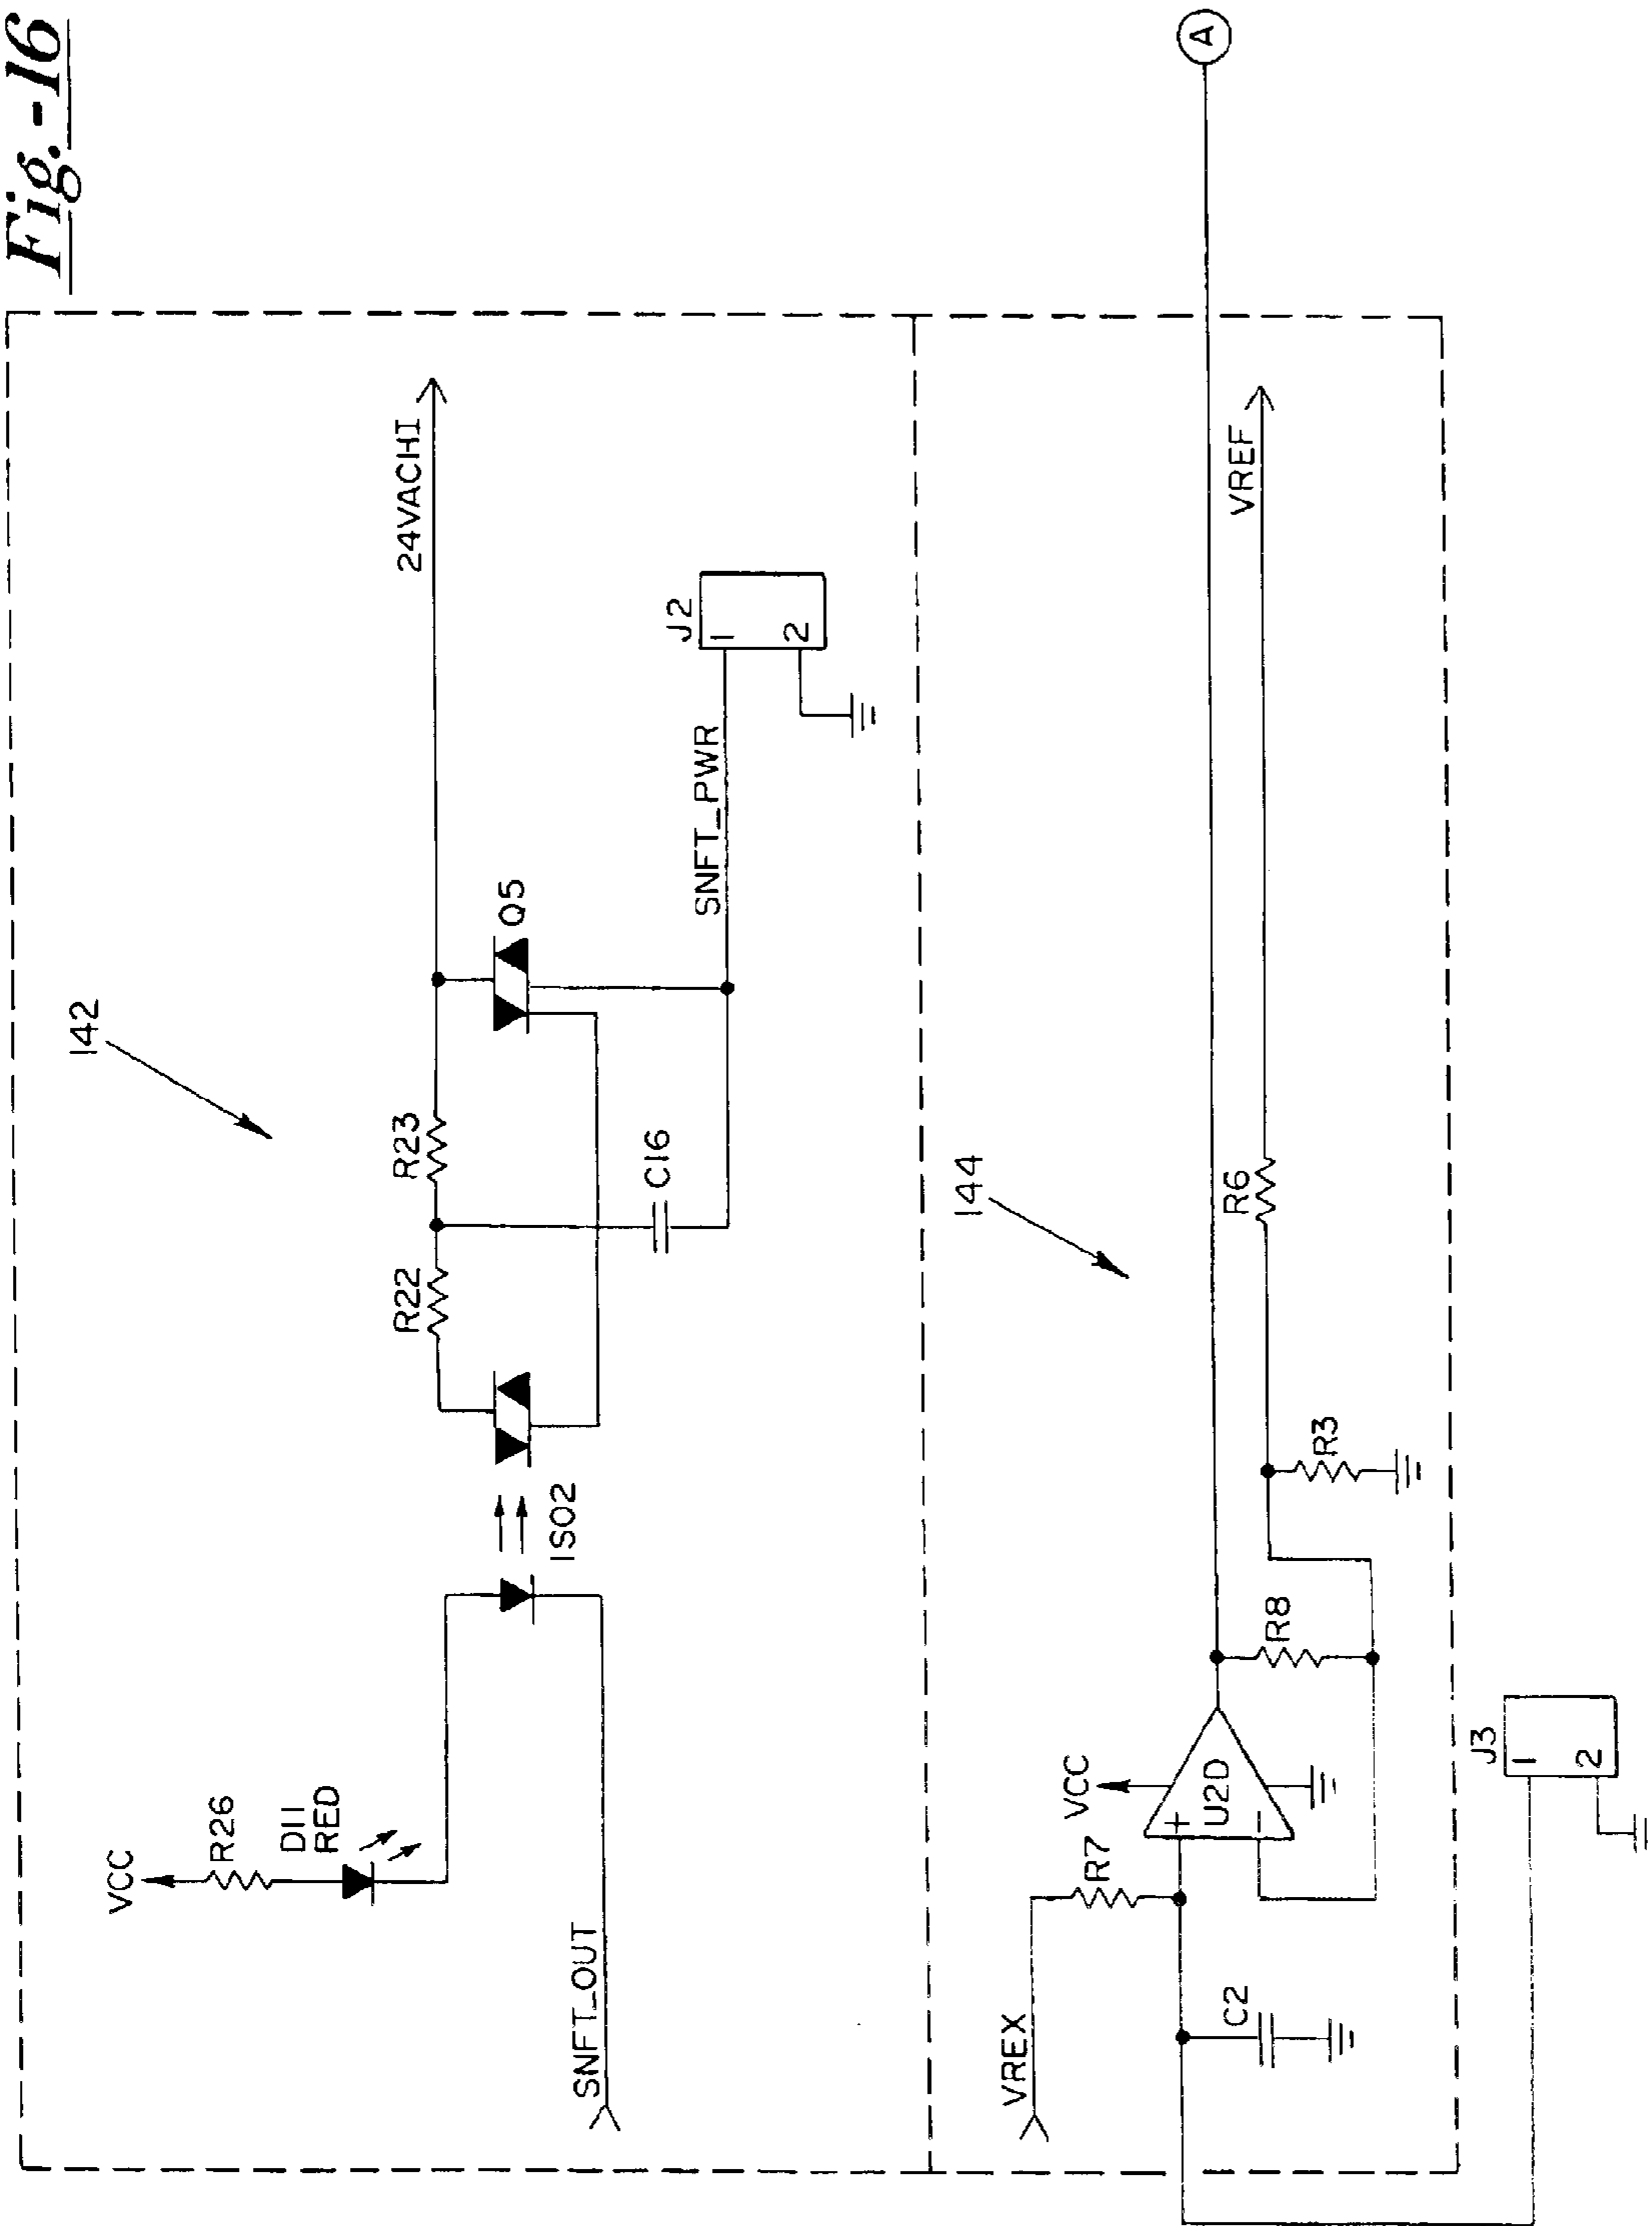 Fig.-16
142
VCC
R26
D11
RED
SNFT_OUT
ISO2
R22
R23
C16
Q5
24VACHI
SNFT_PWR
J2
1
2
144
VREX
R7
C2
VCC
+
U2D
-
R8
R3
R6
VREF
A
J3
1
2